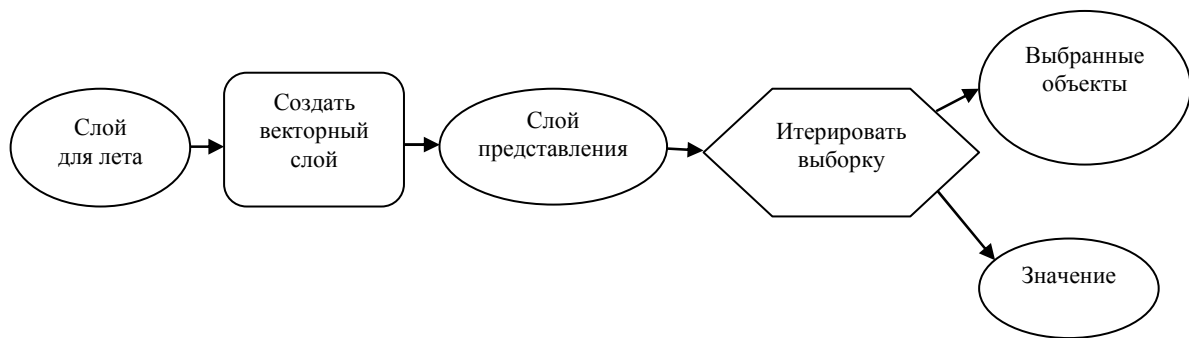 Слой
для лета
Создать
векторный
слой
Слой
представления
Итерировать
выборку
Выбранные
объекты
Значение